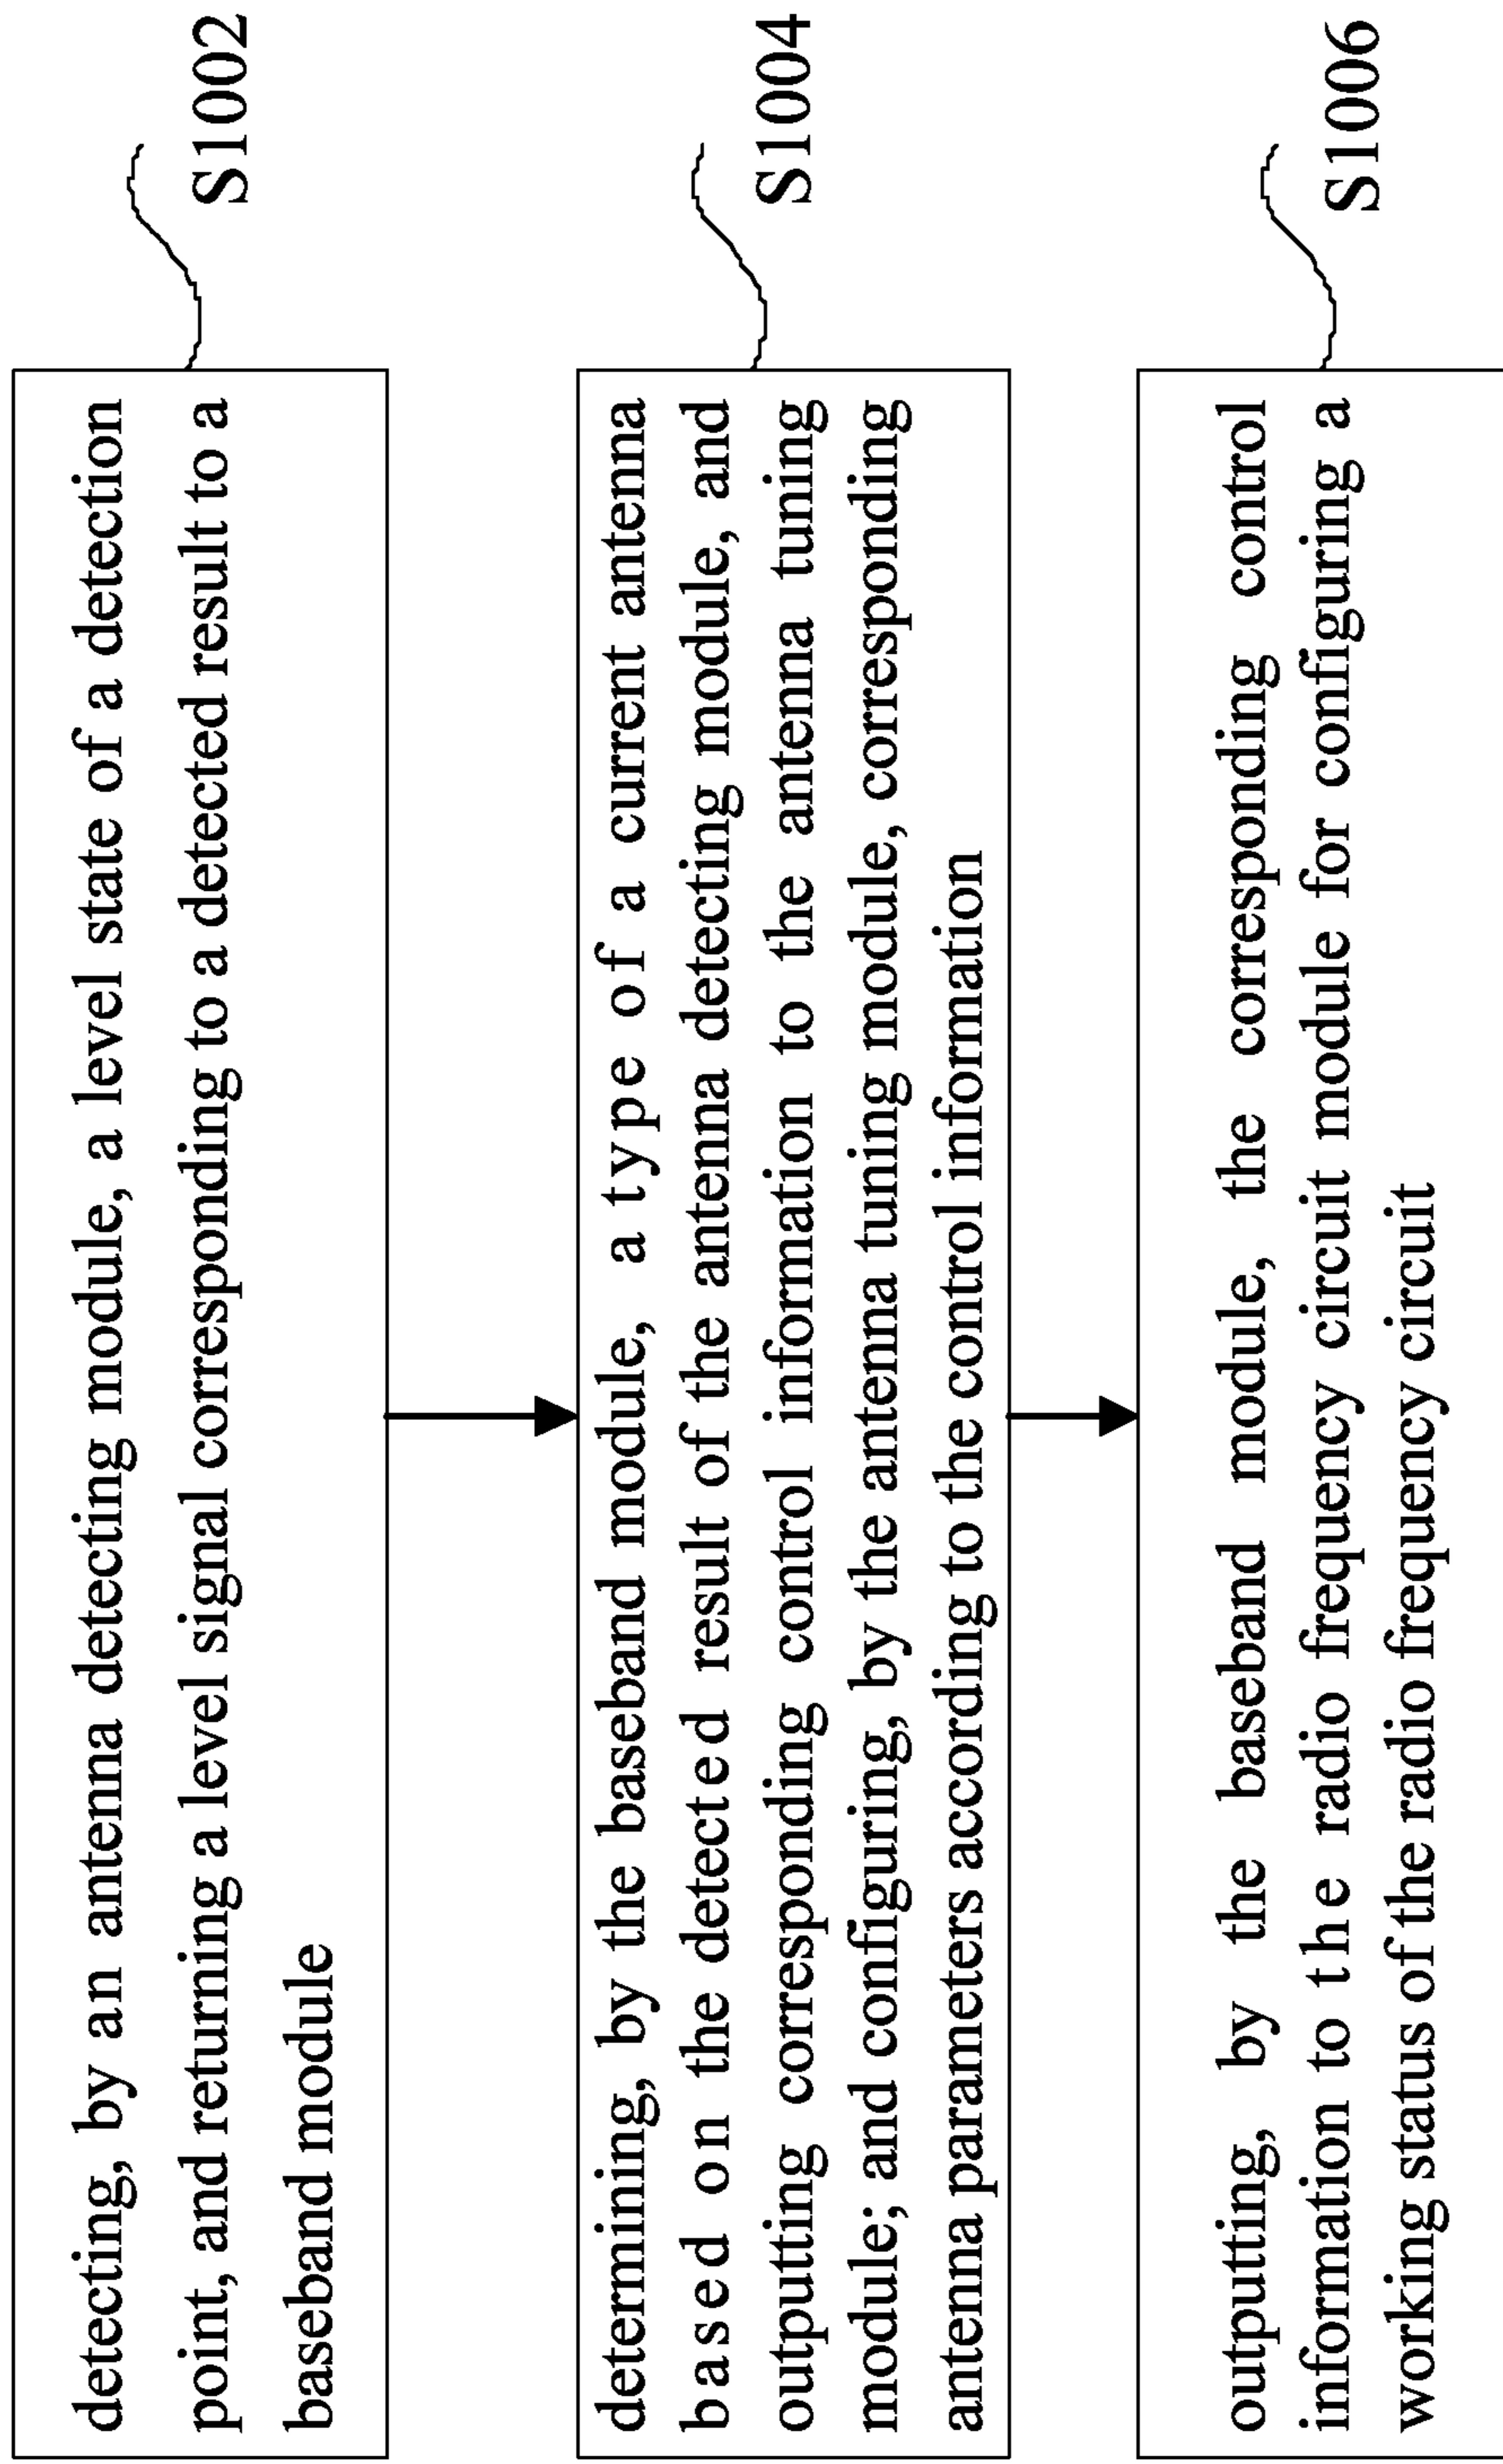 detecting, by an antenna detecting module, a level state of a detection
point, and returning a level signal corresponding to a detected result to a
baseband module
S1002
determining, by the baseband module, a type of a current antenna
based on the detected result of the antenna detecting module, and
outputting corresponding control information to the antenna tuning
module; and configuring, by the antenna tuning module, corresponding
antenna parameters according to the control information
S1004
outputting, by the baseband module, the corresponding control
information to the radio frequency circuit module for configuring a
working status of the radio frequency circuit
S1006